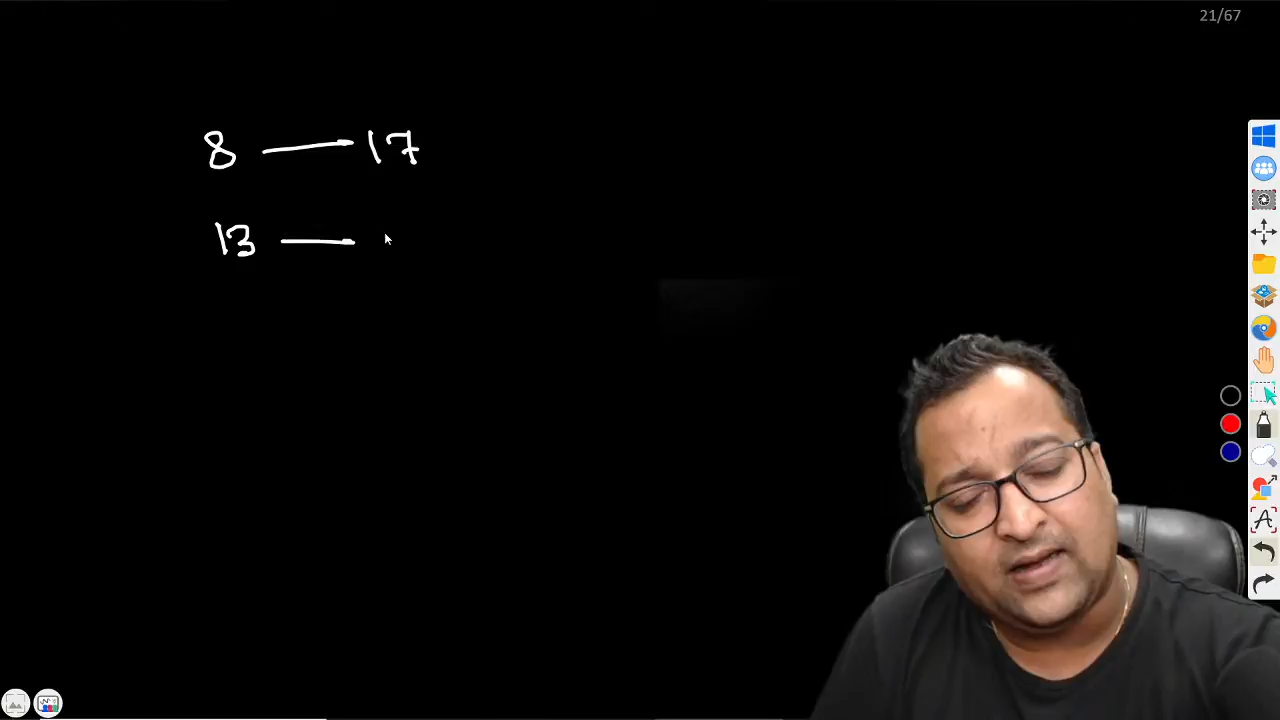 21/67
8 — 17
13 —